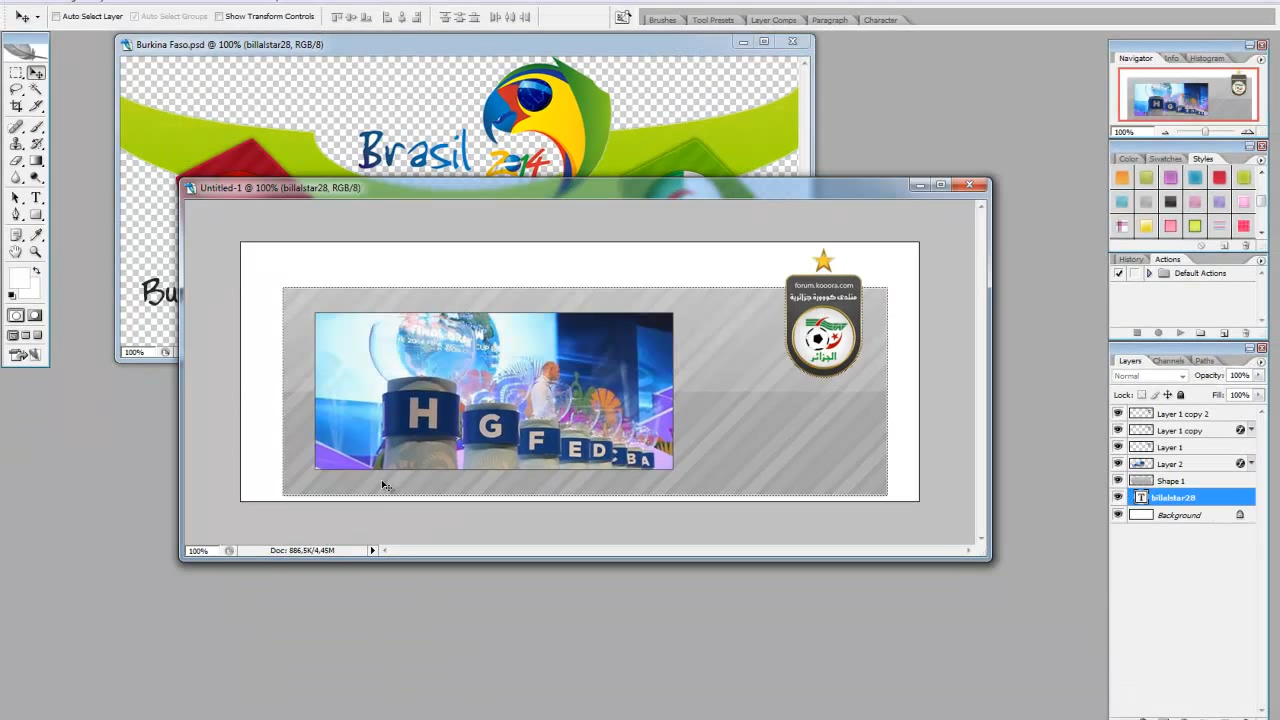 Auto Select Layer
Auto Select Groups
Show Transform Controls
Brushes
Tool Presets
Layer Comps
Paragraph
Character
Burkina Faso.psd @ 100% (billalstar28, RGB/8)
Brasil
2014
Bu
100%
Untitled-1 @ 100% (billalstar28, RGB/8)
forum.kooora.com
منتدى كووورة جزائرية
الجزائر
H
G
F
E
D
C
B
A
100%
Doc: 886,5K/4,45M
Navigator
Info
Histogram
100%
Color
Swatches
Styles
History
Actions
Default Actions
Layers
Channels
Paths
Normal
Opacity:
100%
Lock:
Fill:
100%
Layer 1 copy 2
Layer 1 copy
Layer 1
Layer 2
Shape 1
T billalstar28
Background